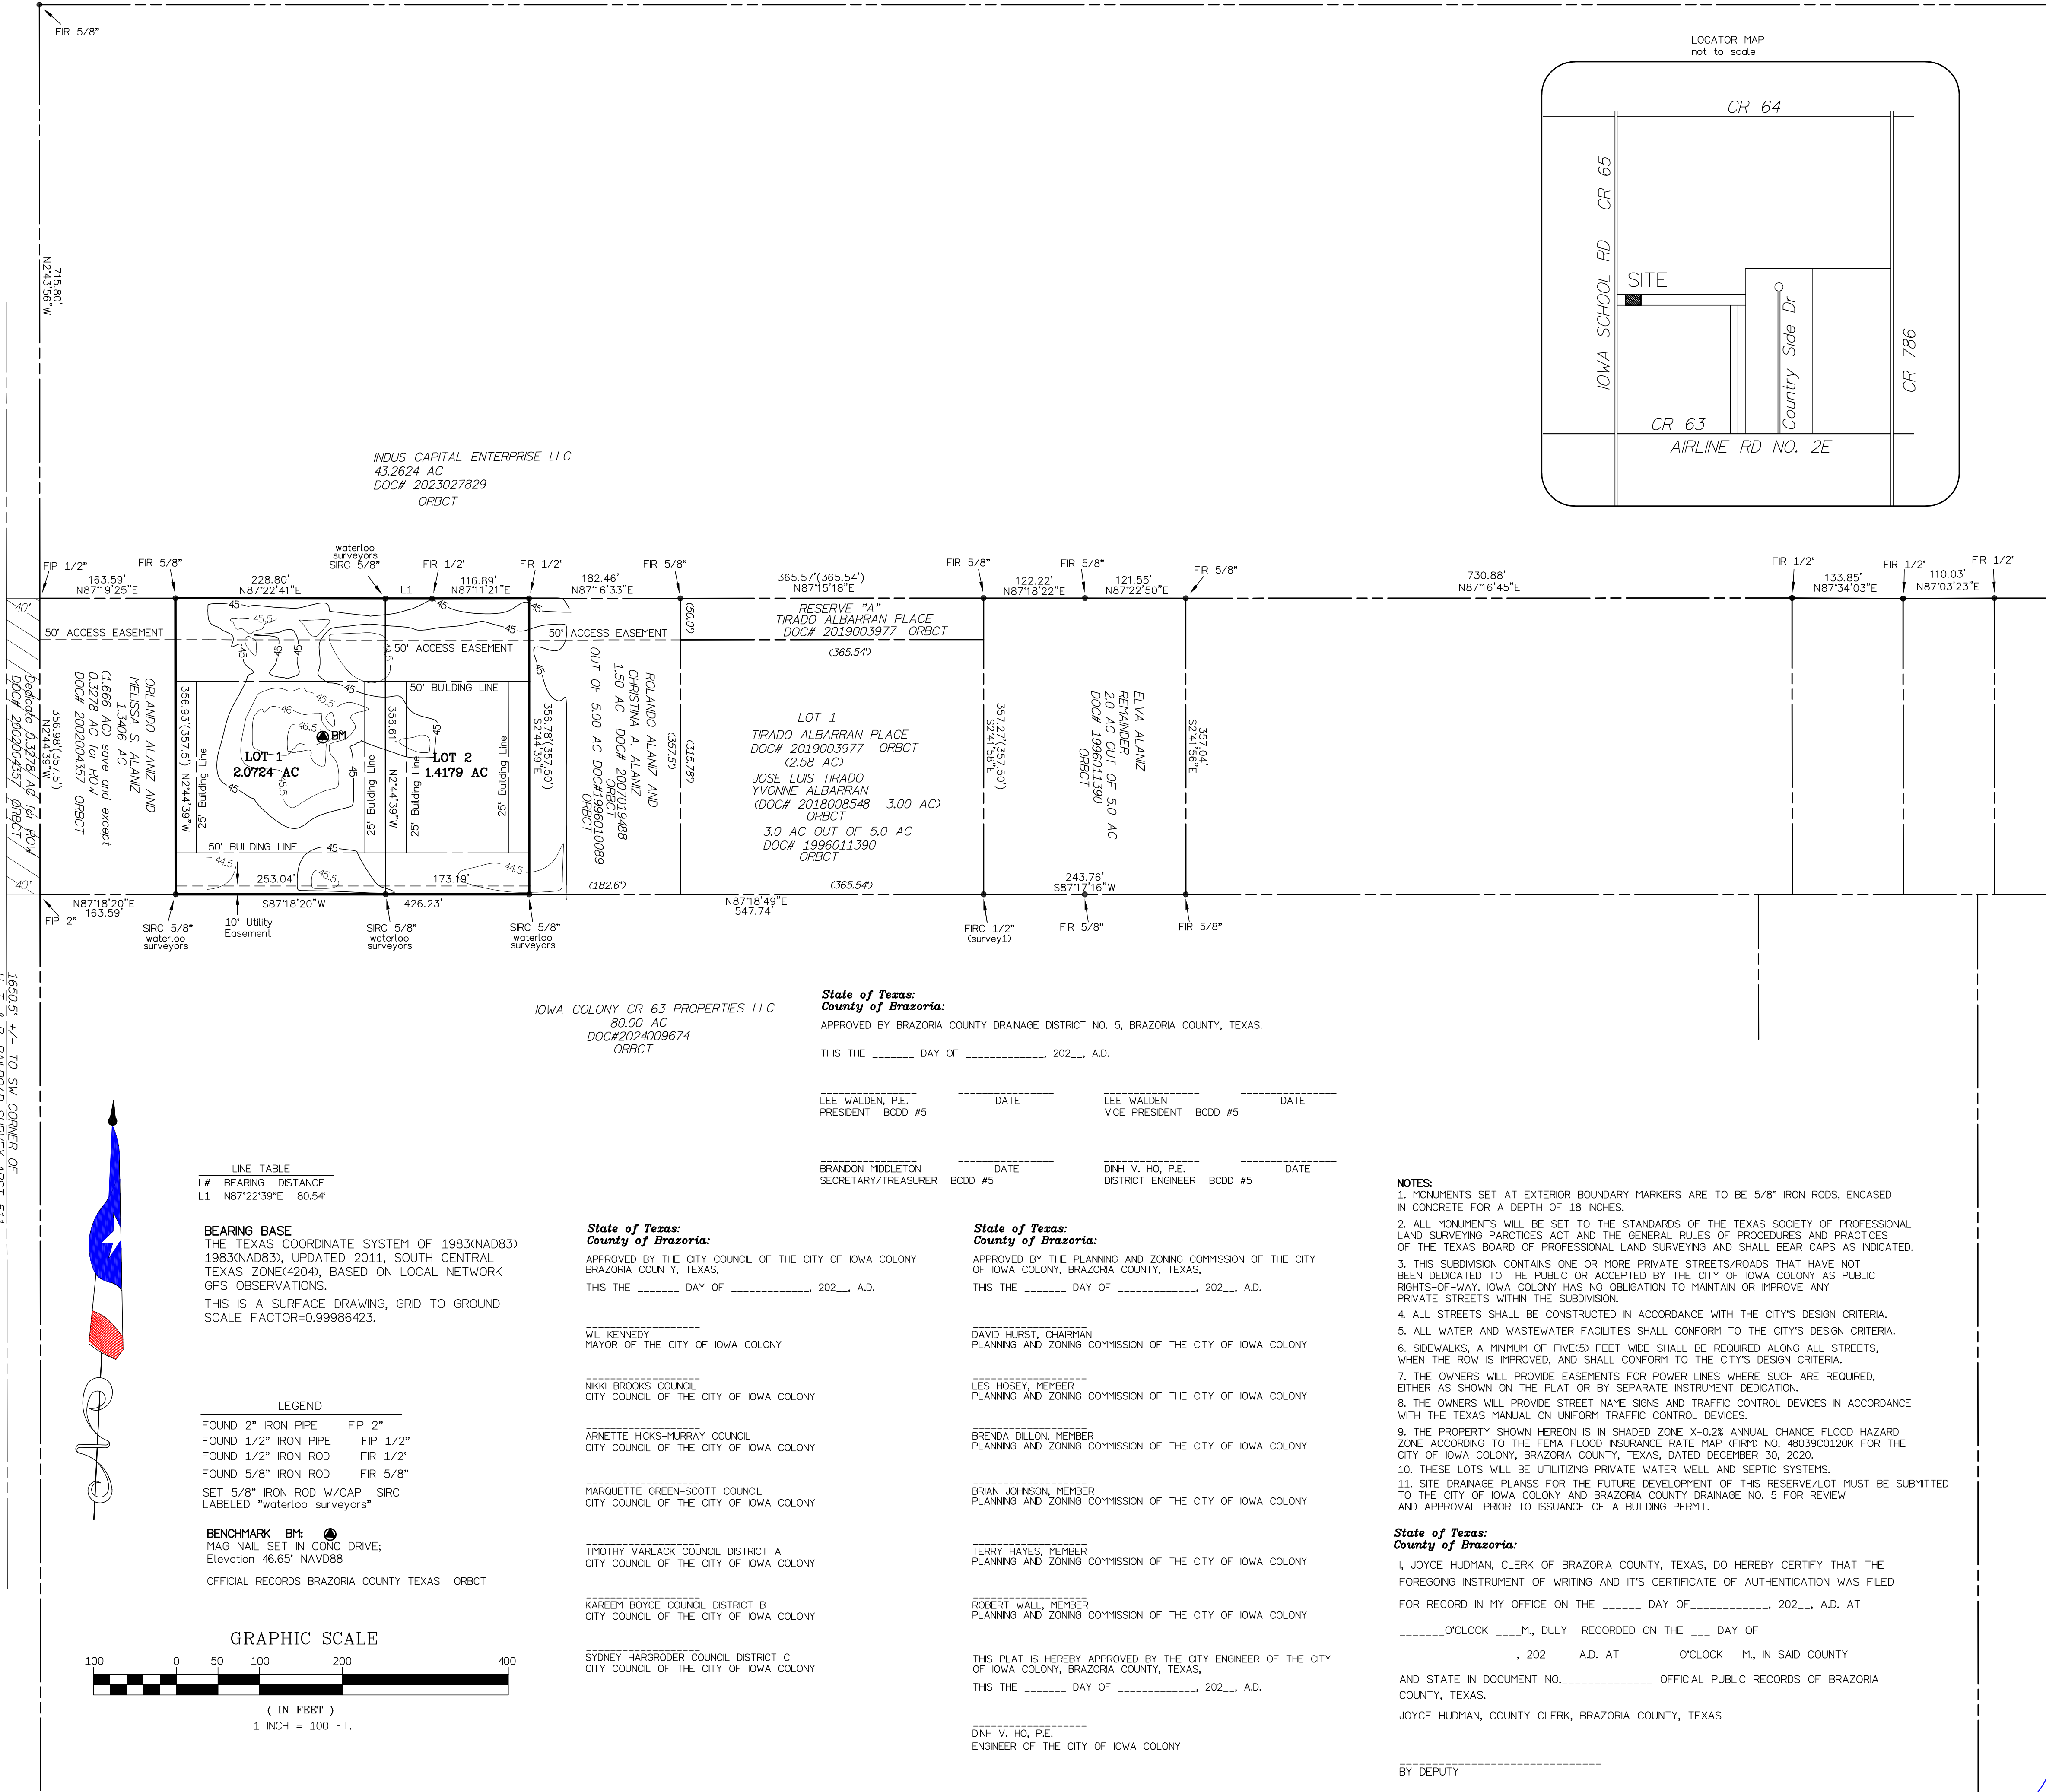 FIR 5/8"
LOCATOR MAP
not to scale
CR 64
IOWA SCHOOL RD CR 65
SITE
Country Side Dr
CR 786
CR 63
AIRLINE RD NO. 2E
715.80'
N2°43'56"W
INDUS CAPITAL ENTERPRISE LLC
43.2624 AC
DOC# 2023027829
ORBCT
FIP 1/2"
163.59'
N87°19'25"E
FIR 5/8"
228.80'
N87°22'41"E
waterloo
surveyors
SIRC 5/8"
L1
FIR 1/2'
116.89'
N87°11'21"E
FIR 1/2'
182.46'
N87°16'33"E
FIR 5/8"
365.57'(365.54')
N87°15'18"E
FIR 5/8"
122.22'
N87°18'22"E
FIR 5/8"
121.55'
N87°22'50"E
FIR 5/8"
730.88'
N87°16'45"E
FIR 1/2'
133.85'
N87°34'03"E
FIR 1/2'
110.03'
N87°03'23"E
FIR 1/2'
40'
50' ACCESS EASEMENT
50' ACCESS EASEMENT
50' ACCESS EASEMENT
50' BUILDING LINE
45
45.5
45
45
45
45
45
45
45
44.5
45
45
45.5
46
46.5
45
45
45
45.5
45
44.5
45.5
44.5
BM
Dedicate 0.3278 AC for ROW
DOC# 2020004357 ORBCT
356.98'(357.5')
N2°44'39"W
ORLANDO ALANIZ AND
MELISSA S. ALANIZ
1.3406 AC
(1.666 AC) save and except
0.3278 AC for ROW
DOC# 2020004357 ORBCT
356.93'(357.5') N2°44'39"W
25' Building Line
LOT 1
2.0724 AC
25' Building Line
356.61' N2°44'39"W
25' Building Line
LOT 2
1.4179 AC
25' Building Line
356.78'(357.50')
S2°44'39"E
ROLANDO ALANIZ AND
CHRISTINA A. ALANIZ
1.50 AC DOC# 2007019488
ORBCT
OUT OF 5.00 AC DOC#1996010089
ORBCT
(357.5')
(50.0')
(315.78')
RESERVE "A"
TIRADO ALBARRAN PLACE
DOC# 2019003977 ORBCT
(365.54')
LOT 1
TIRADO ALBARRAN PLACE
DOC# 2019003977 ORBCT
(2.58 AC)
JOSE LUIS TIRADO
YVONNE ALBARRAN
(DOC# 2018008548 3.00 AC)
ORBCT
3.0 AC OUT OF 5.0 AC
DOC# 1996011390
ORBCT
(365.54')
357.27'(357.50')
S2°41'58"E
ELVA ALANIZ
REMAINDER
2.0 AC OUT OF 5.0 AC
DOC# 1996011390
ORBCT
357.04'
S2°41'56"E
50' BUILDING LINE
40'
253.04'
173.19'
(182.6')
243.76'
S87°17'16"W
N87°18'20"E
163.59'
S87°18'20"W
426.23'
N87°18'49"E
547.74'
FIP 2"
SIRC 5/8"
waterloo
surveyors
10' Utility
Easement
SIRC 5/8"
waterloo
surveyors
SIRC 5/8"
waterloo
surveyors
FIRC 1/2"
(survey1)
FIR 5/8"
FIR 5/8"
1650.5' +/- TO SW CORNER OF
IOWA COLONY CR 63 PROPERTIES LLC
80.00 AC
DOC#2024009674
ORBCT
State of Texas:
County of Brazoria:
APPROVED BY BRAZORIA COUNTY DRAINAGE DISTRICT NO. 5, BRAZORIA COUNTY, TEXAS.
THIS THE _______ DAY OF _____________, 202__, A.D.
LEE WALDEN, P.E. DATE LEE WALDEN DATE
PRESIDENT BCDD #5 VICE PRESIDENT BCDD #5
BRANDON MIDDLETON DATE DINH V. HO, P.E. DATE
SECRETARY/TREASURER BCDD #5 DISTRICT ENGINEER BCDD #5
LINE TABLE
L# BEARING DISTANCE
L1 N87°22'39"E 80.54'
BEARING BASE
THE TEXAS COORDINATE SYSTEM OF 1983(NAD83)
1983(NAD83), UPDATED 2011, SOUTH CENTRAL
TEXAS ZONE(4204), BASED ON LOCAL NETWORK
GPS OBSERVATIONS.
THIS IS A SURFACE DRAWING, GRID TO GROUND
SCALE FACTOR=0.99986423.
LEGEND
FOUND 2" IRON PIPE FIP 2"
FOUND 1/2" IRON PIPE FIP 1/2"
FOUND 1/2" IRON ROD FIR 1/2'
FOUND 5/8" IRON ROD FIR 5/8"
SET 5/8" IRON ROD W/CAP SIRC
LABELED "waterloo surveyors"
BENCHMARK BM:
MAG NAIL SET IN CONC DRIVE;
Elevation 46.65' NAVD88
OFFICIAL RECORDS BRAZORIA COUNTY TEXAS ORBCT
GRAPHIC SCALE
100 0 50 100 200 400
( IN FEET )
1 INCH = 100 FT.
State of Texas:
County of Brazoria:
APPROVED BY THE CITY COUNCIL OF THE CITY OF IOWA COLONY
BRAZORIA COUNTY, TEXAS,
THIS THE _______ DAY OF _____________, 202__, A.D.
WIL KENNEDY
MAYOR OF THE CITY OF IOWA COLONY
NIKKI BROOKS COUNCIL
CITY COUNCIL OF THE CITY OF IOWA COLONY
ARNETTE HICKS-MURRAY COUNCIL
CITY COUNCIL OF THE CITY OF IOWA COLONY
MARQUETTE GREEN-SCOTT COUNCIL
CITY COUNCIL OF THE CITY OF IOWA COLONY
TIMOTHY VARLACK COUNCIL DISTRICT A
CITY COUNCIL OF THE CITY OF IOWA COLONY
KAREEM BOYCE COUNCIL DISTRICT B
CITY COUNCIL OF THE CITY OF IOWA COLONY
SYDNEY HARGRODER COUNCIL DISTRICT C
CITY COUNCIL OF THE CITY OF IOWA COLONY
State of Texas:
County of Brazoria:
APPROVED BY THE PLANNING AND ZONING COMMISSION OF THE CITY
OF IOWA COLONY, BRAZORIA COUNTY, TEXAS,
THIS THE _______ DAY OF _____________, 202__, A.D.
DAVID HURST, CHAIRMAN
PLANNING AND ZONING COMMISSION OF THE CITY OF IOWA COLONY
LES HOSEY, MEMBER
PLANNING AND ZONING COMMISSION OF THE CITY OF IOWA COLONY
BRENDA DILLON, MEMBER
PLANNING AND ZONING COMMISSION OF THE CITY OF IOWA COLONY
BRIAN JOHNSON, MEMBER
PLANNING AND ZONING COMMISSION OF THE CITY OF IOWA COLONY
TERRY HAYES, MEMBER
PLANNING AND ZONING COMMISSION OF THE CITY OF IOWA COLONY
ROBERT WALL, MEMBER
PLANNING AND ZONING COMMISSION OF THE CITY OF IOWA COLONY
THIS PLAT IS HEREBY APPROVED BY THE CITY ENGINEER OF THE CITY
OF IOWA COLONY, BRAZORIA COUNTY, TEXAS,
THIS THE _______ DAY OF _____________, 202__, A.D.
DINH V. HO, P.E.
ENGINEER OF THE CITY OF IOWA COLONY
NOTES:
1. MONUMENTS SET AT EXTERIOR BOUNDARY MARKERS ARE TO BE 5/8" IRON RODS, ENCASED
IN CONCRETE FOR A DEPTH OF 18 INCHES.
2. ALL MONUMENTS WILL BE SET TO THE STANDARDS OF THE TEXAS SOCIETY OF PROFESSIONAL
LAND SURVEYING PARCTICES ACT AND THE GENERAL RULES OF PROCEDURES AND PRACTICES
OF THE TEXAS BOARD OF PROFESSIONAL LAND SURVEYING AND SHALL BEAR CAPS AS INDICATED.
3. THIS SUBDIVISION CONTAINS ONE OR MORE PRIVATE STREETS/ROADS THAT HAVE NOT
BEEN DEDICATED TO THE PUBLIC OR ACCEPTED BY THE CITY OF IOWA COLONY AS PUBLIC
RIGHTS-OF-WAY. IOWA COLONY HAS NO OBLIGATION TO MAINTAIN OR IMPROVE ANY
PRIVATE STREETS WITHIN THE SUBDIVISION.
4. ALL STREETS SHALL BE CONSTRUCTED IN ACCORDANCE WITH THE CITY'S DESIGN CRITERIA.
5. ALL WATER AND WASTEWATER FACILITIES SHALL CONFORM TO THE CITY'S DESIGN CRITERIA.
6. SIDEWALKS, A MINIMUM OF FIVE(5) FEET WIDE SHALL BE REQUIRED ALONG ALL STREETS,
WHEN THE ROW IS IMPROVED, AND SHALL CONFORM TO THE CITY'S DESIGN CRITERIA.
7. THE OWNERS WILL PROVIDE EASEMENTS FOR POWER LINES WHERE SUCH ARE REQUIRED,
EITHER AS SHOWN ON THE PLAT OR BY SEPARATE INSTRUMENT DEDICATION.
8. THE OWNERS WILL PROVIDE STREET NAME SIGNS AND TRAFFIC CONTROL DEVICES IN ACCORDANCE
WITH THE TEXAS MANUAL ON UNIFORM TRAFFIC CONTROL DEVICES.
9. THE PROPERTY SHOWN HEREON IS IN SHADED ZONE X-0.2% ANNUAL CHANCE FLOOD HAZARD
ZONE ACCORDING TO THE FEMA FLOOD INSURANCE RATE MAP (FIRM) NO. 48039C0120K FOR THE
CITY OF IOWA COLONY, BRAZORIA COUNTY, TEXAS, DATED DECEMBER 30, 2020.
10. THESE LOTS WILL BE UTILITIZING PRIVATE WATER WELL AND SEPTIC SYSTEMS.
11. SITE DRAINAGE PLANSS FOR THE FUTURE DEVELOPMENT OF THIS RESERVE/LOT MUST BE SUBMITTED
TO THE CITY OF IOWA COLONY AND BRAZORIA COUNTY DRAINAGE NO. 5 FOR REVIEW
AND APPROVAL PRIOR TO ISSUANCE OF A BUILDING PERMIT.
State of Texas:
County of Brazoria:
I, JOYCE HUDMAN, CLERK OF BRAZORIA COUNTY, TEXAS, DO HEREBY CERTIFY THAT THE
FOREGOING INSTRUMENT OF WRITING AND IT'S CERTIFICATE OF AUTHENTICATION WAS FILED
FOR RECORD IN MY OFFICE ON THE ______ DAY OF____________, 202__, A.D. AT
_______O'CLOCK ____M., DULY RECORDED ON THE ___ DAY OF
__________________, 202____ A.D. AT _______ O'CLOCK___M., IN SAID COUNTY
AND STATE IN DOCUMENT NO.______________ OFFICIAL PUBLIC RECORDS OF BRAZORIA
COUNTY, TEXAS.
JOYCE HUDMAN, COUNTY CLERK, BRAZORIA COUNTY, TEXAS
BY DEPUTY